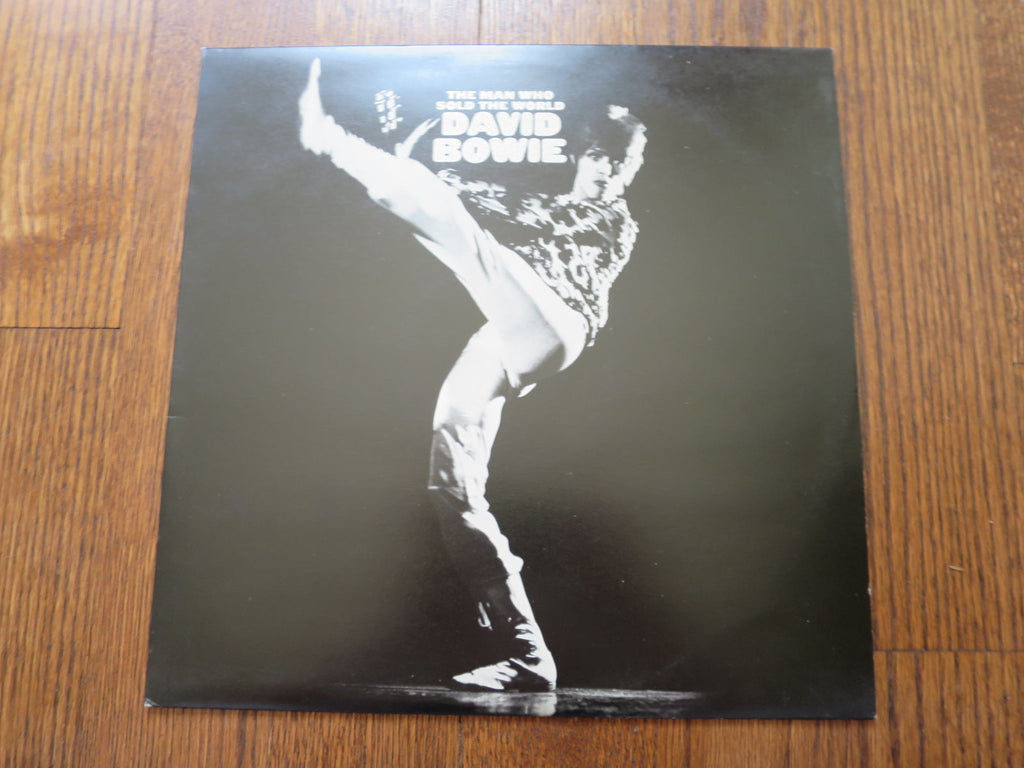 THE MAN WHO
SOLD THE WORLD
DAVID
BOWIE